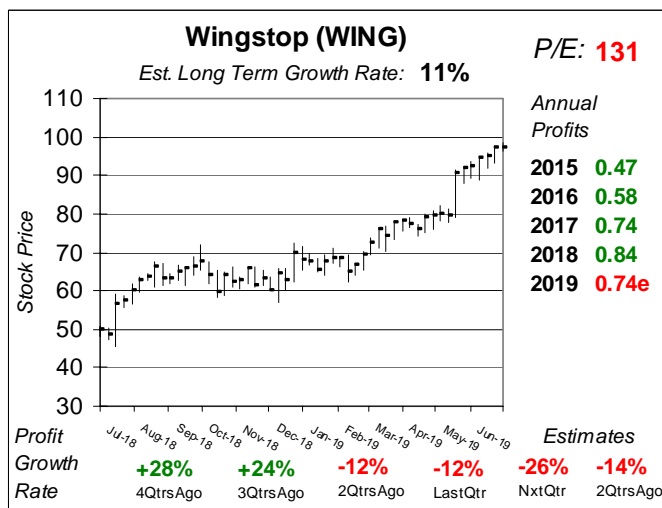 Wingstop (WING)
Est. Long Term Growth Rate: 11%
P/E: 131
Annual
Profits
2015 0.47
2016 0.58
2017 0.74
2018 0.84
2019 0.74e
Stock Price
110
100
90
80
70
60
50
40
30
Jul-18 Aug-18 Sep-18 Oct-18 Nov-18 Dec-18 Jan-19 Feb-19 Mar-19 Apr-19 May-19 Jun-19
Profit
Growth
Rate
Estimates
+28% +24% -12% -12% -26% -14%
4QtrsAgo 3QtrsAgo 2QtrsAgo LastQtr NxtQtr 2QtrsAgo